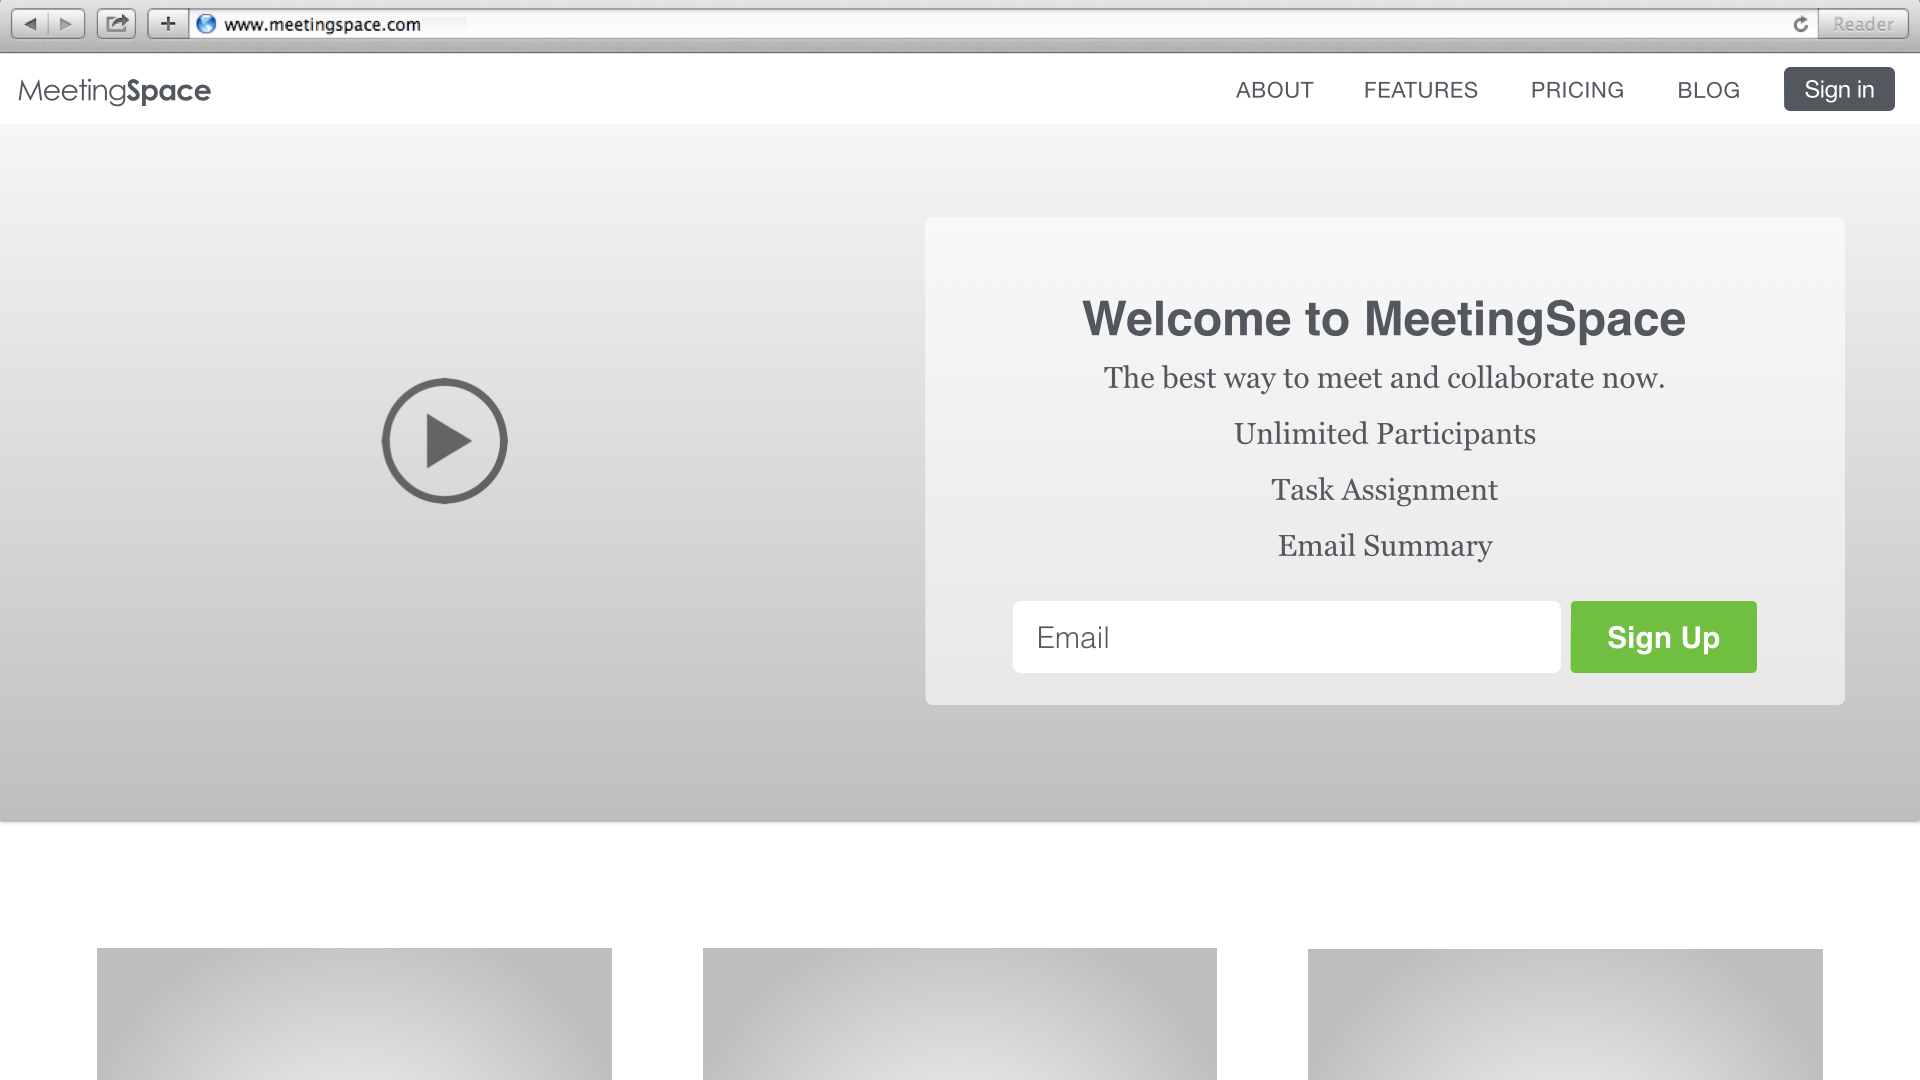 www.meetingspace.com
Reader
MeetingSpace
ABOUT
FEATURES
PRICING
BLOG
Sign in
Welcome to MeetingSpace
The best way to meet and collaborate now.
Unlimited Participants
Task Assignment
Email Summary
Email
Sign Up